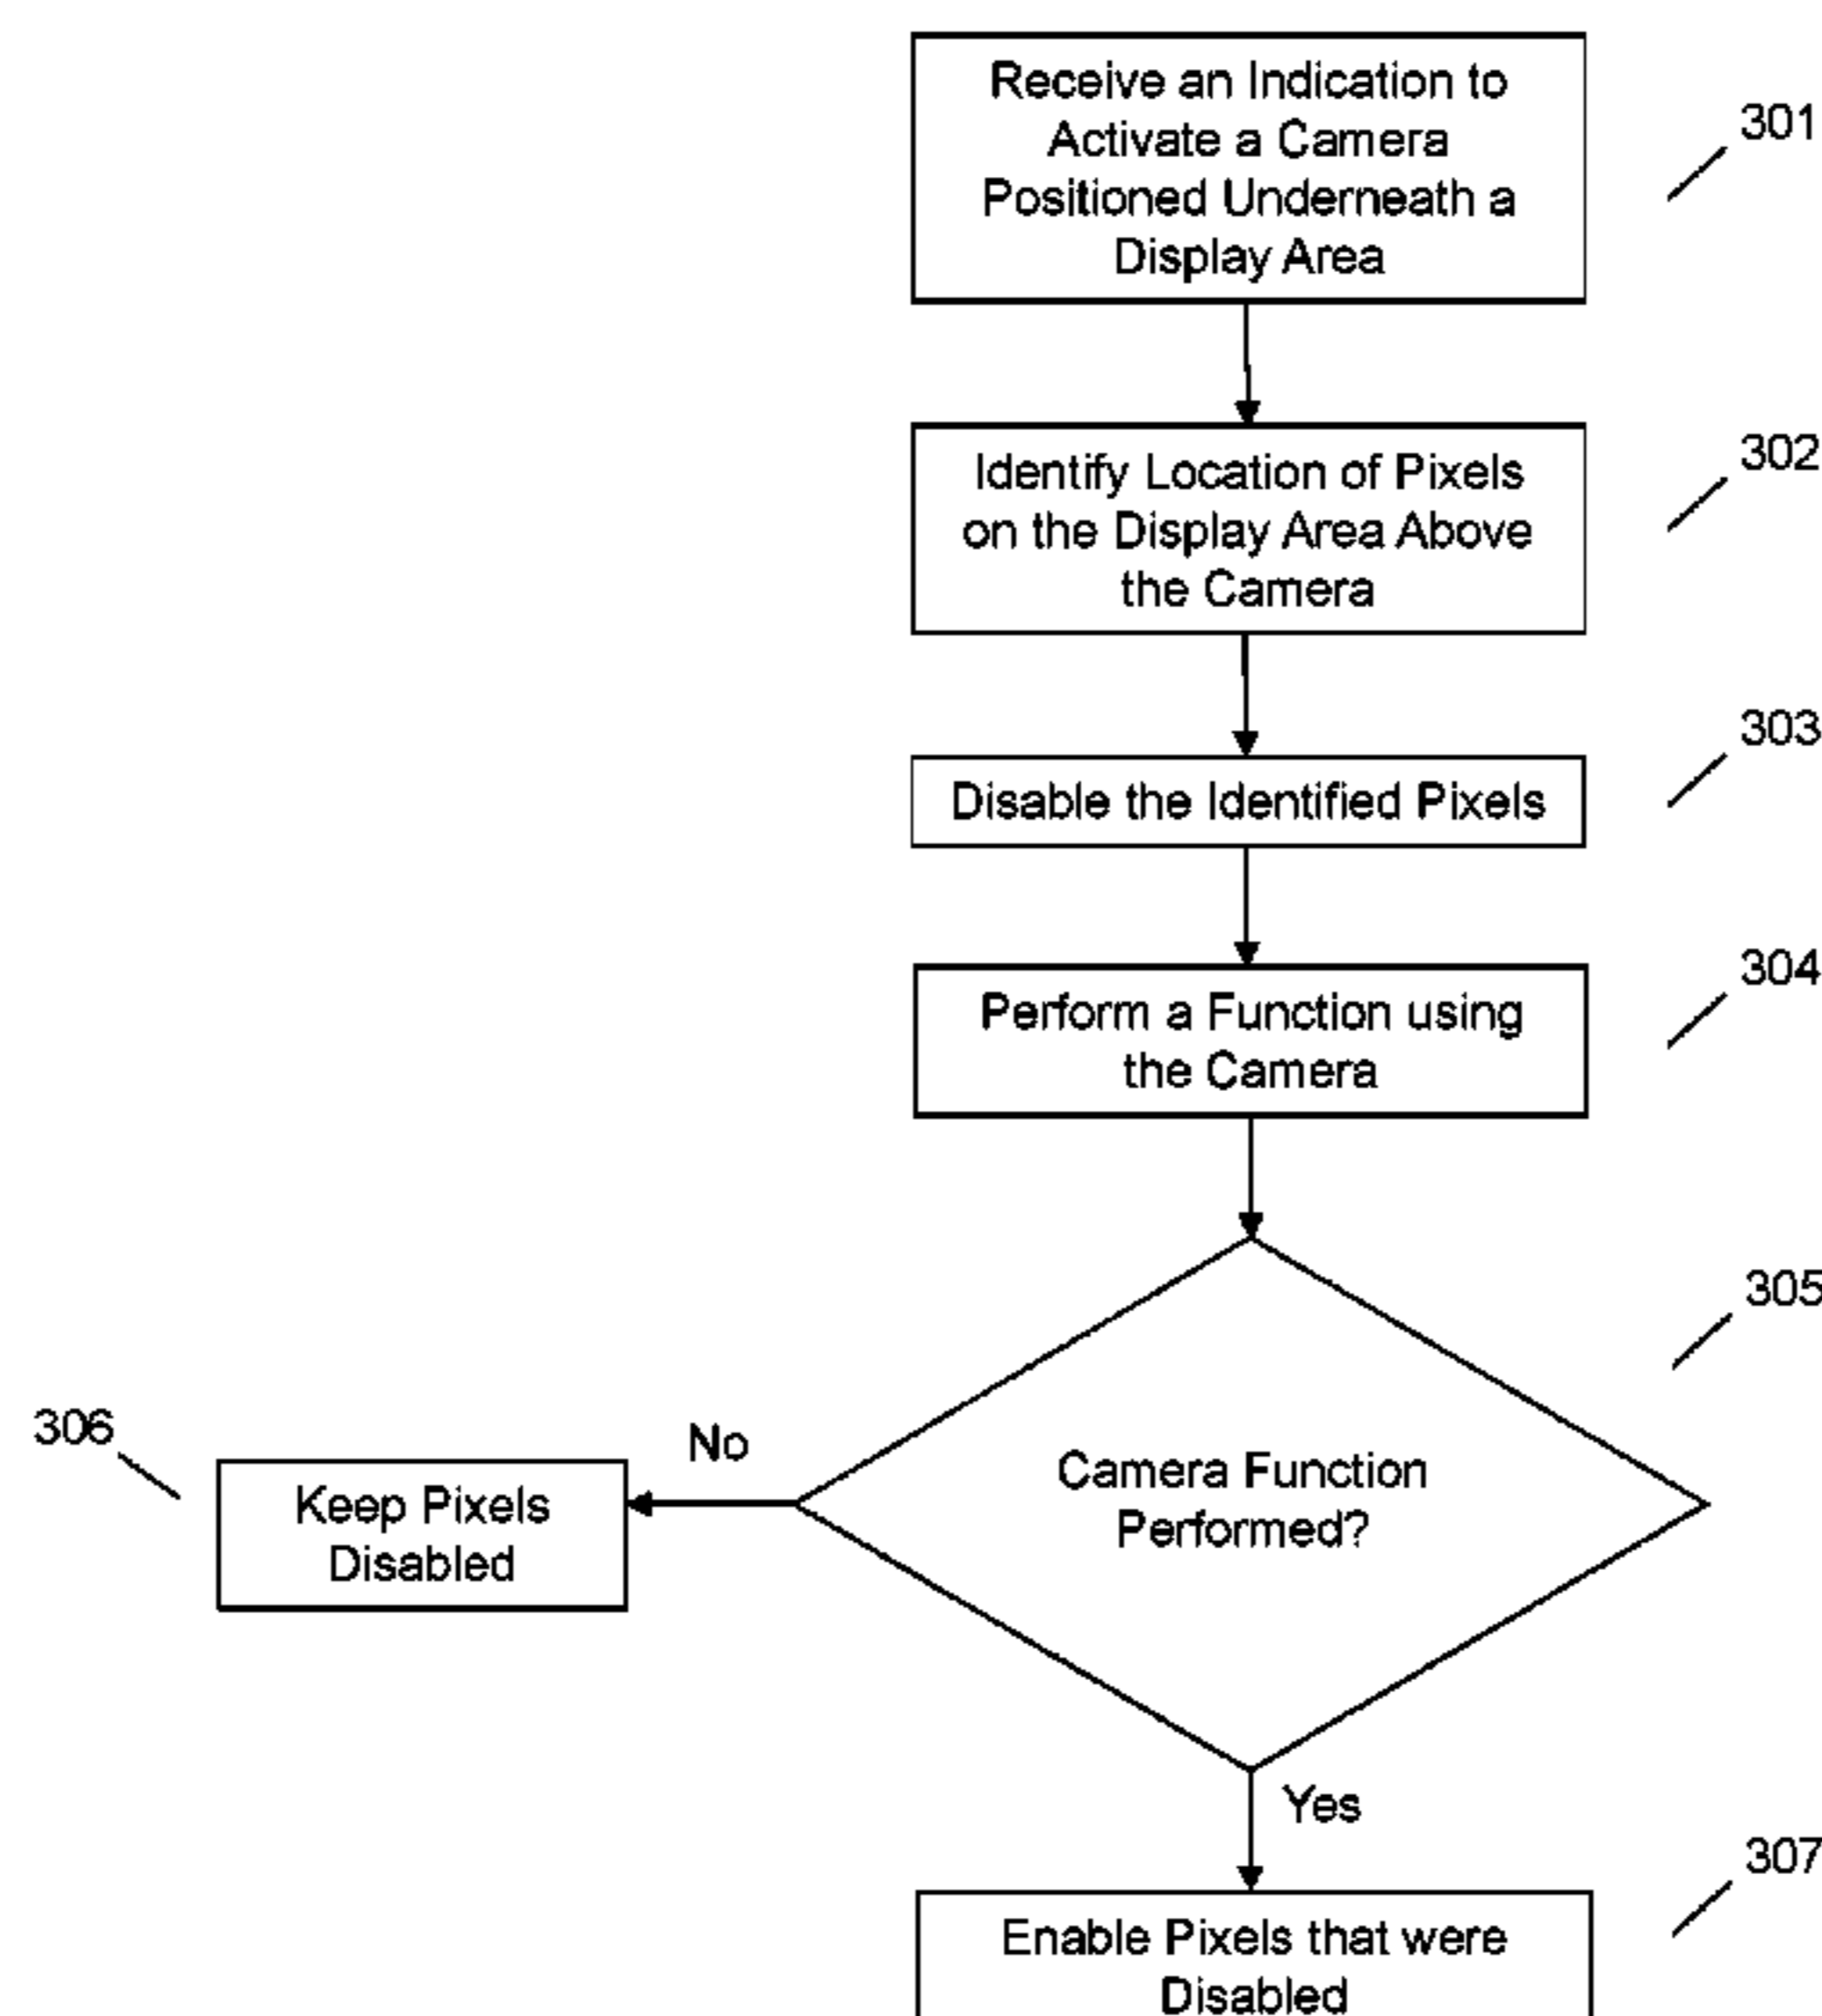 Receive an Indication to
Activate a Camera
Positioned Underneath a
Display Area
301
Identify Location of Pixels
on the Display Area Above
the Camera
302
Disable the Identified Pixels
303
Perform a Function using
the Camera
304
Camera Function
Performed?
305
No
306
Keep Pixels
Disabled
Yes
Enable Pixels that were
Disabled
307